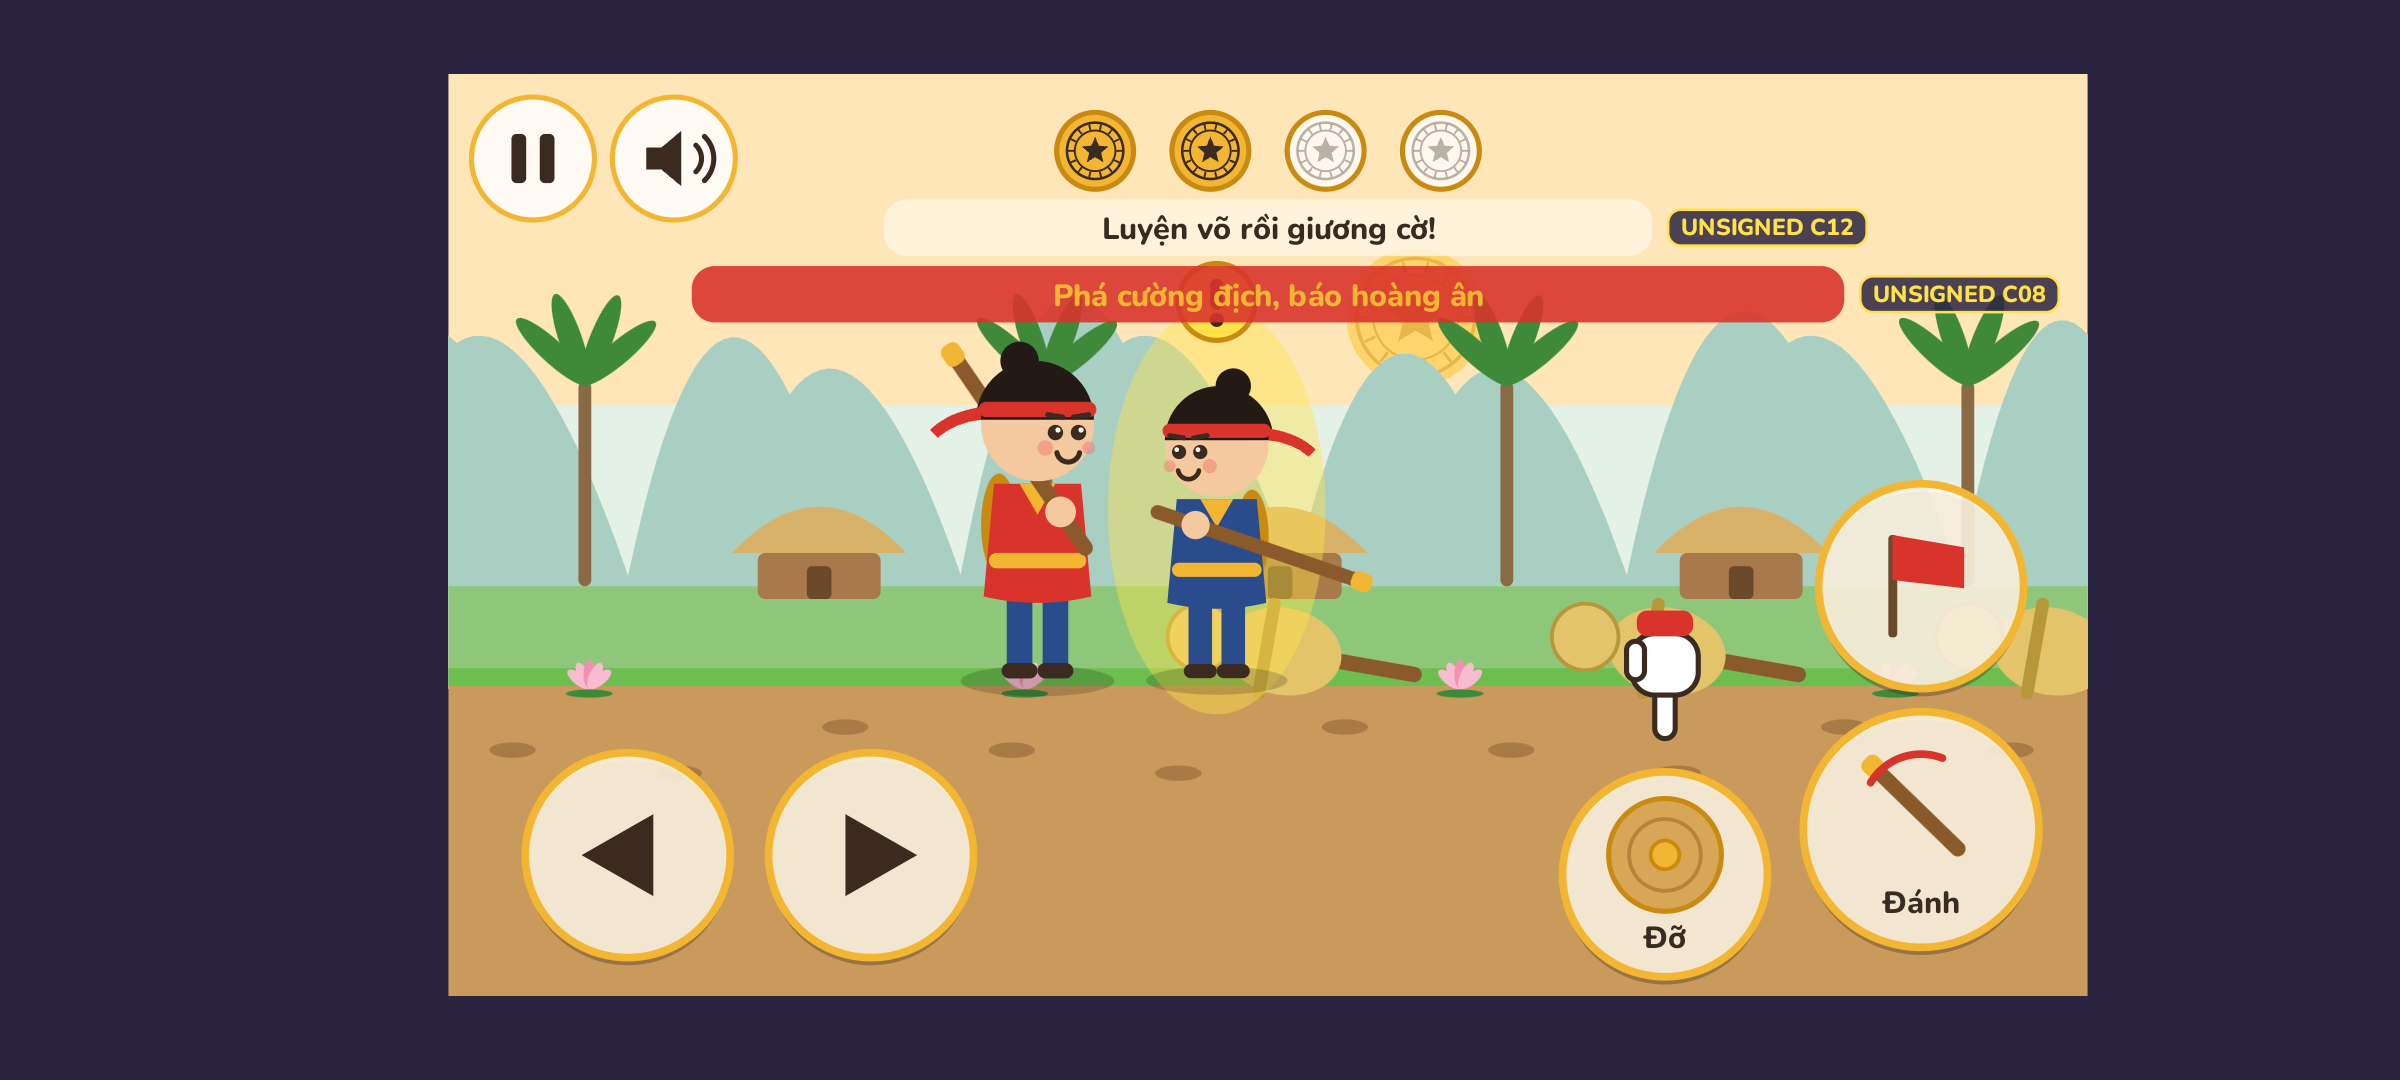 Luyện võ rồi giương cờ!
UNSIGNED C12
Phá cường địch, báo hoàng ân
UNSIGNED C08
Đánh
Đỡ